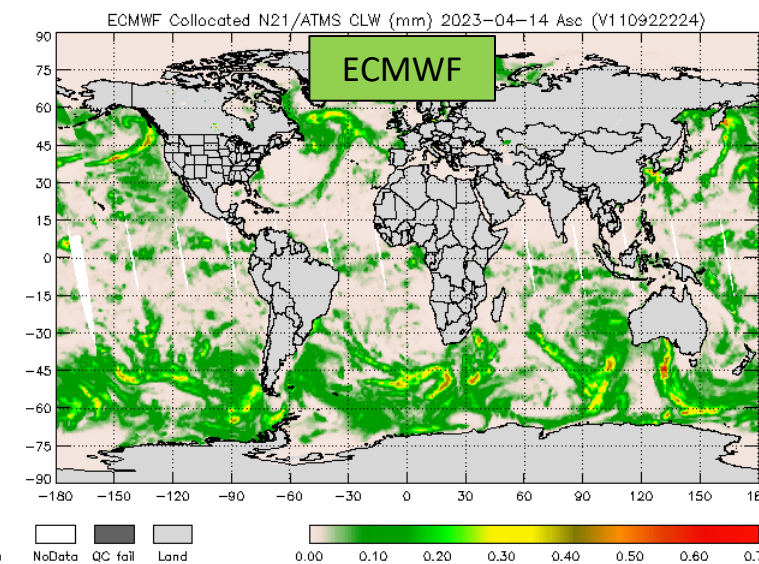 ECMWF Collocated N21/ATMS CLW (mm) 2023-04-14 Asc (V110922224)
ECMWF
90
75
60
45
30
15
0
-15
-30
-45
-60
-75
-90
-180 -150 -120 -90 -60 -30 0 30 60 90 120 150
NoData QC fail Land
0.00 0.10 0.20 0.30 0.40 0.50 0.60